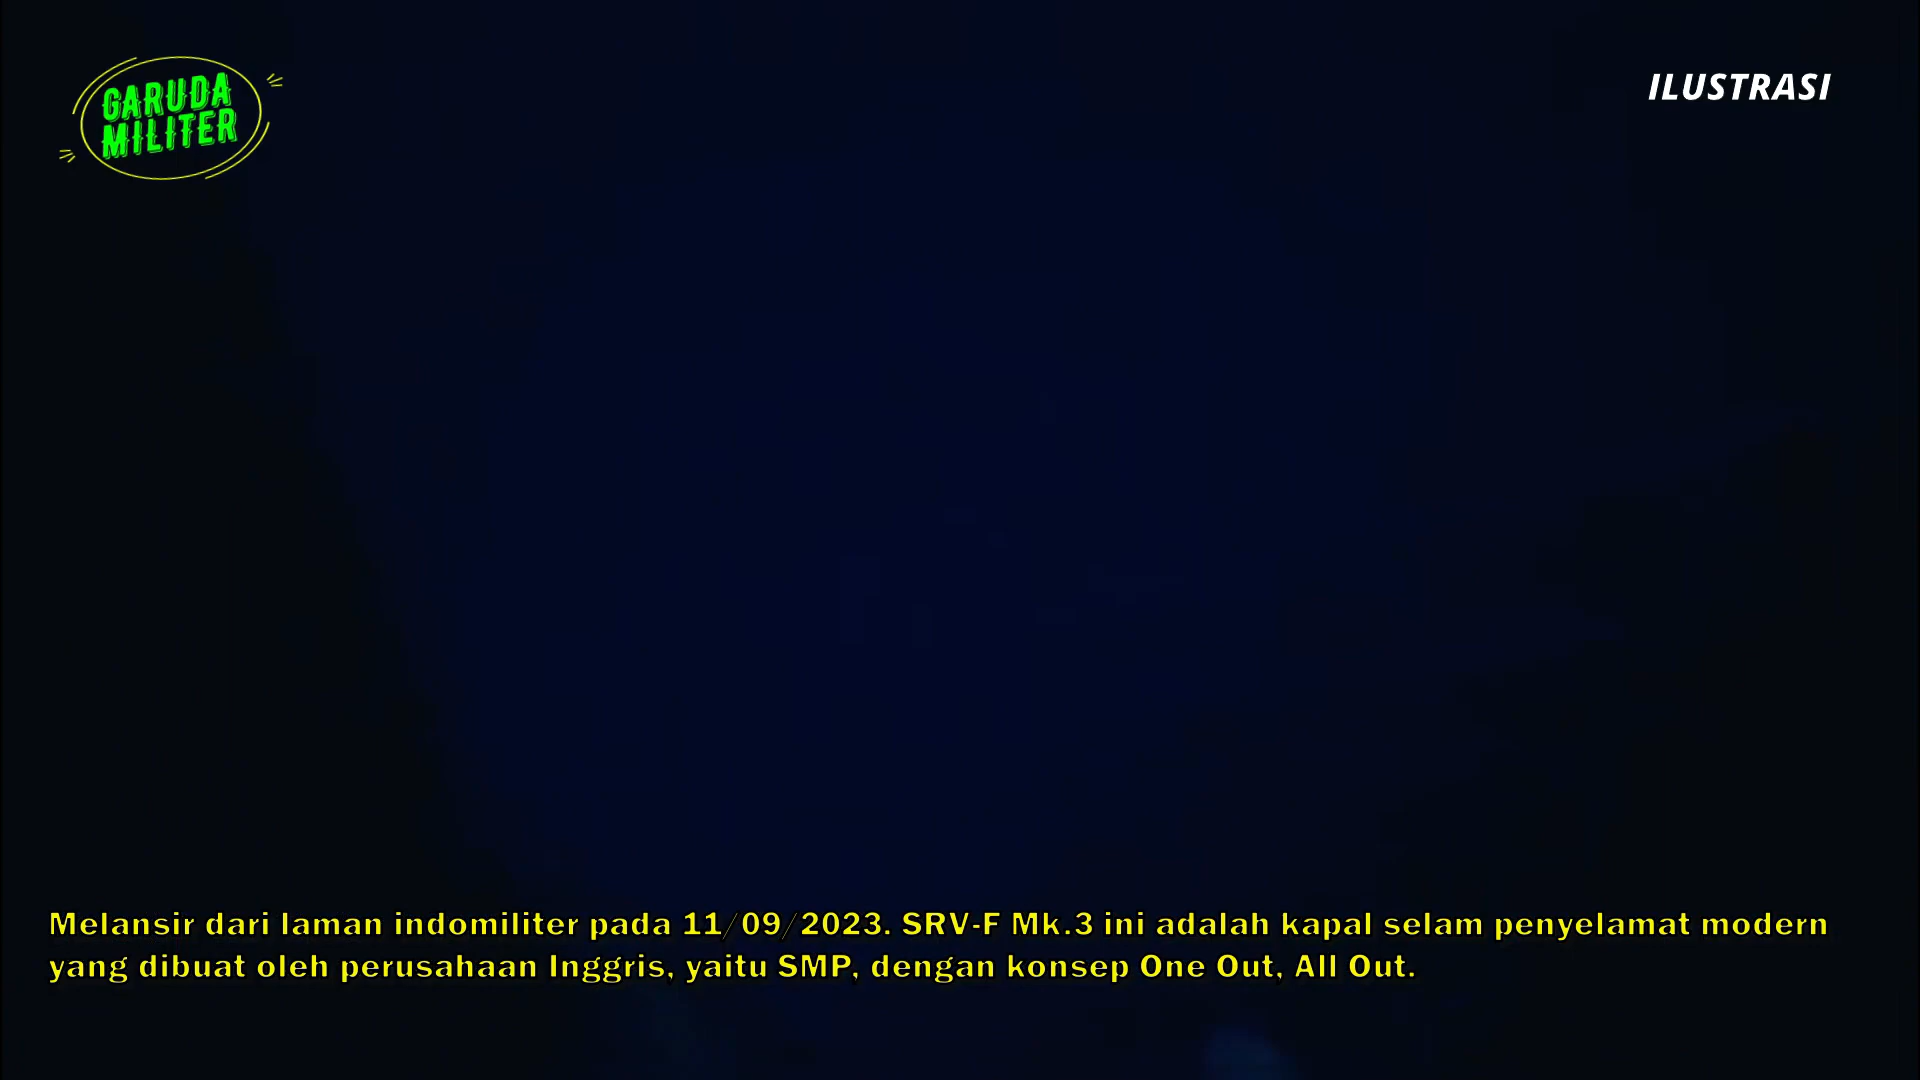 GARUDA
MILITER
ILUSTRASI
Melansir dari laman indomiliter pada 11/09/2023. SRV-F Mk.3 ini adalah kapal selam penyelamat modern
yang dibuat oleh perusahaan Inggris, yaitu SMP, dengan konsep One Out, All Out.